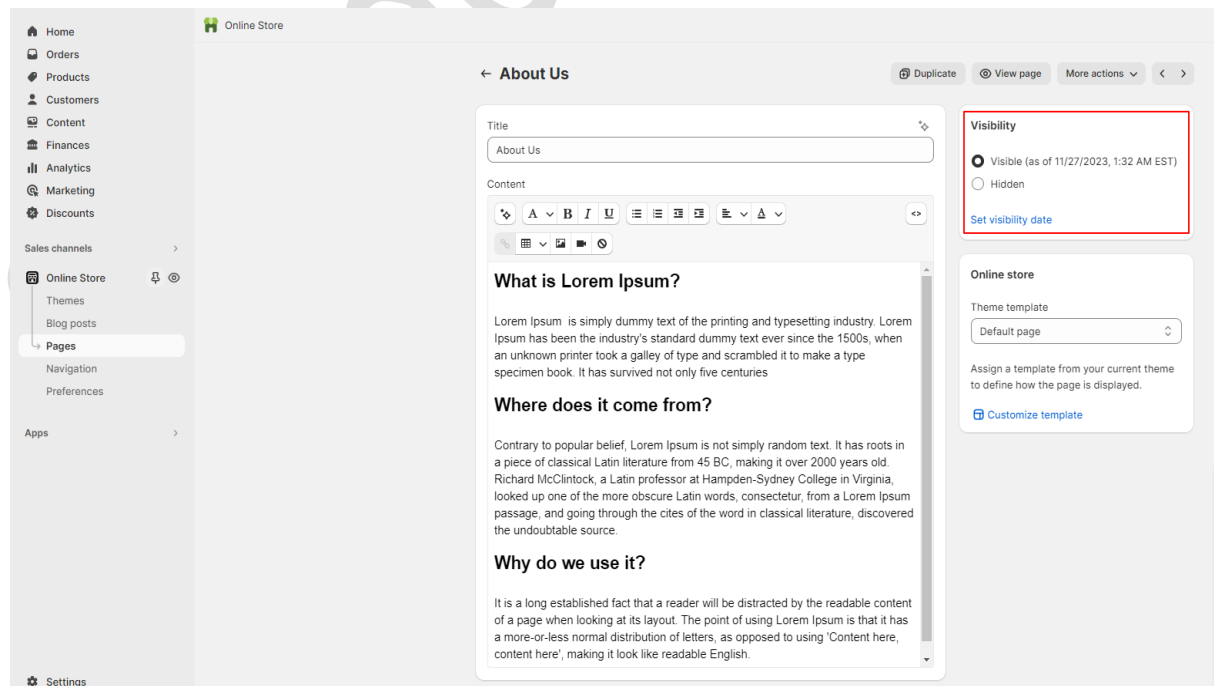 Home
Orders
Products
Customers
Content
Finances
Analytics
Marketing
Discounts
Sales channels
Online Store
Themes
Blog posts
Pages
Navigation
Preferences
Apps
Settings
Online Store
About Us
Duplicate
View page
More actions
Title
About Us
Content
A B I U A
What is Lorem Ipsum?
Lorem Ipsum is simply dummy text of the printing and typesetting industry. Lorem
Ipsum has been the industry's standard dummy text ever since the 1500s, when
an unknown printer took a galley of type and scrambled it to make a type
specimen book. It has survived not only five centuries
Where does it come from?
Contrary to popular belief, Lorem Ipsum is not simply random text. It has roots in
a piece of classical Latin literature from 45 BC, making it over 2000 years old.
Richard McClintock, a Latin professor at Hampden-Sydney College in Virginia,
looked up one of the more obscure Latin words, consectetur, from a Lorem Ipsum
passage, and going through the cites of the word in classical literature, discovered
the undoubtable source.
Why do we use it?
It is a long established fact that a reader will be distracted by the readable content
of a page when looking at its layout. The point of using Lorem Ipsum is that it has
a more-or-less normal distribution of letters, as opposed to using 'Content here,
content here', making it look like readable English.
Visibility
Visible (as of 11/27/2023, 1:32 AM EST)
Hidden
Set visibility date
Online store
Theme template
Default page
Assign a template from your current theme
to define how the page is displayed.
Customize template